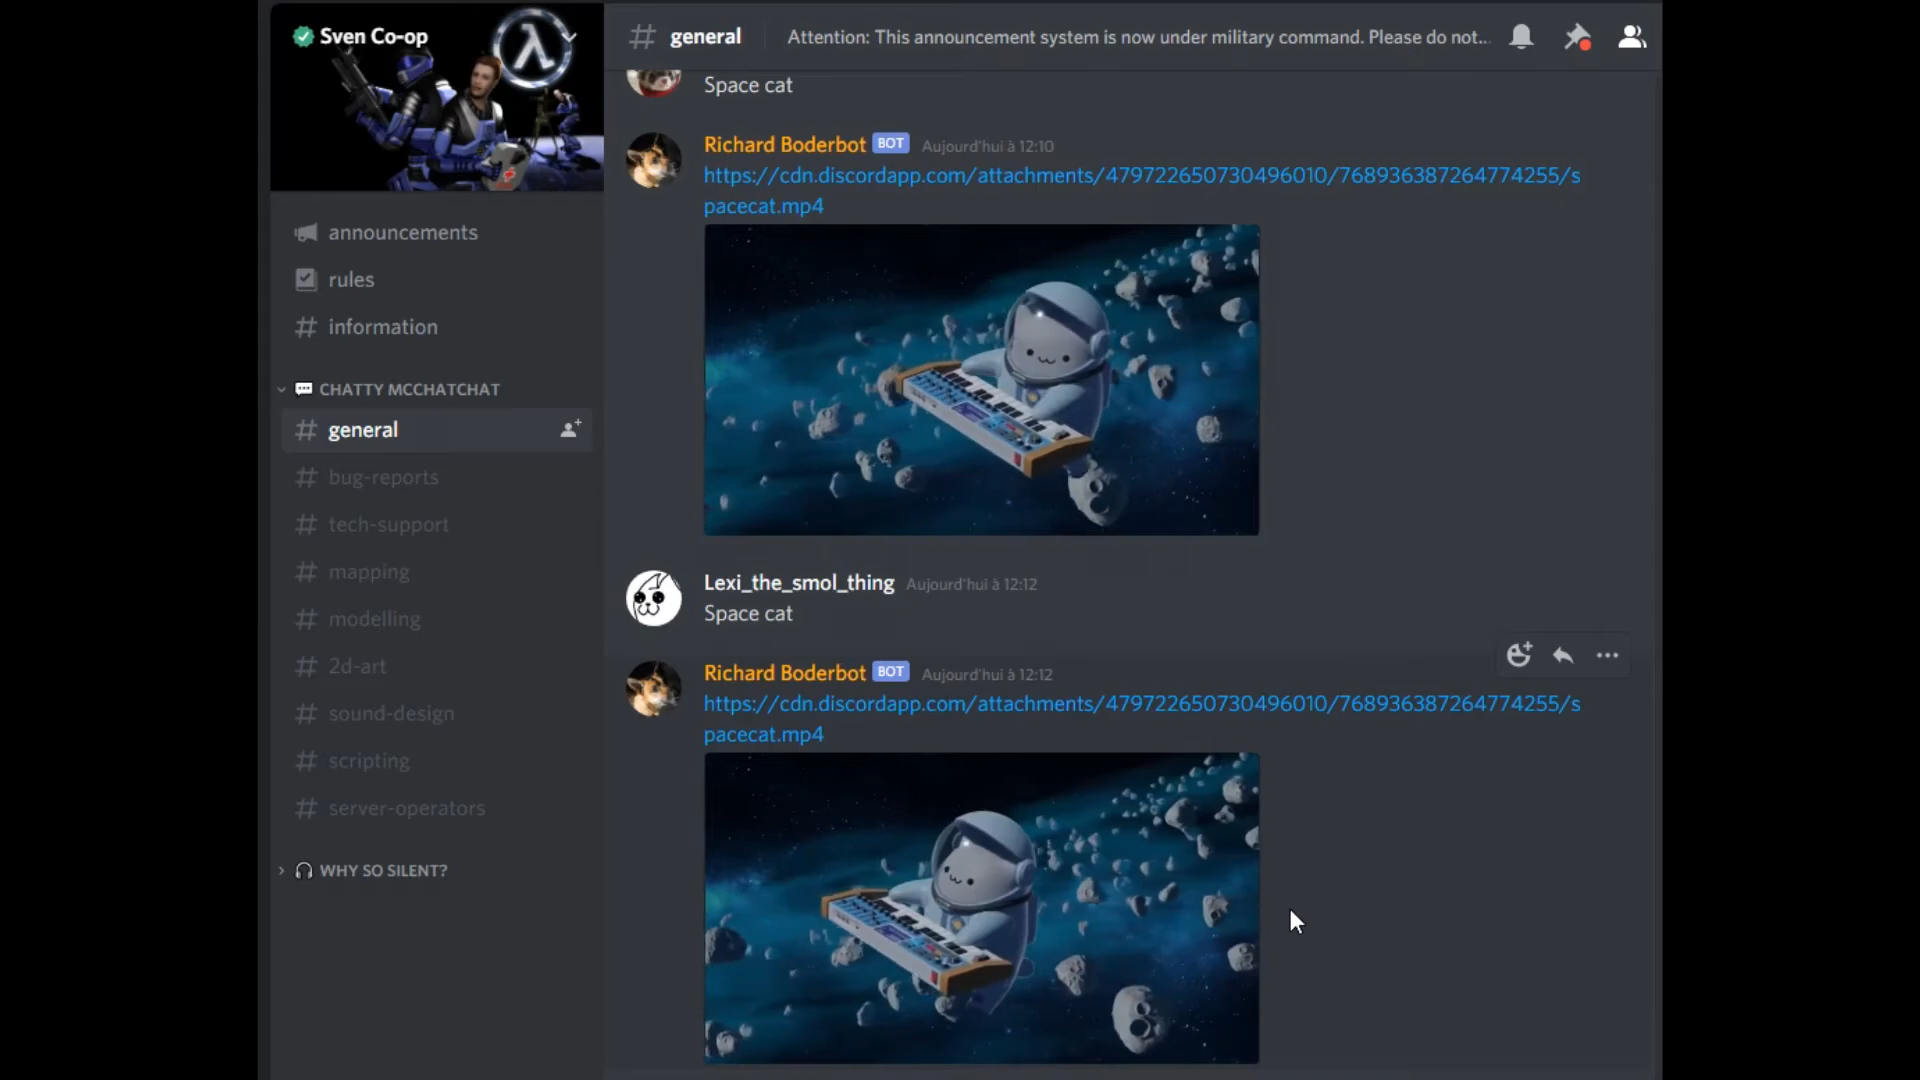 Sven Co-op
announcements
rules
information
CHATTY MCCHATCHAT
general
bug-reports
tech-support
mapping
modelling
2d-art
sound-design
scripting
server-operators
WHY SO SILENT?
general
Attention: This announcement system is now under military command. Please do not...
Space cat
Richard Boderbot BOT Aujourd'hui à 12:10
https://cdn.discordapp.com/attachments/479722650730496010/768936387264774255/s
pacecat.mp4
Lexi_the_smol_thing Aujourd'hui à 12:12
Space cat
Richard Boderbot BOT Aujourd'hui à 12:12
https://cdn.discordapp.com/attachments/479722650730496010/768936387264774255/s
pacecat.mp4